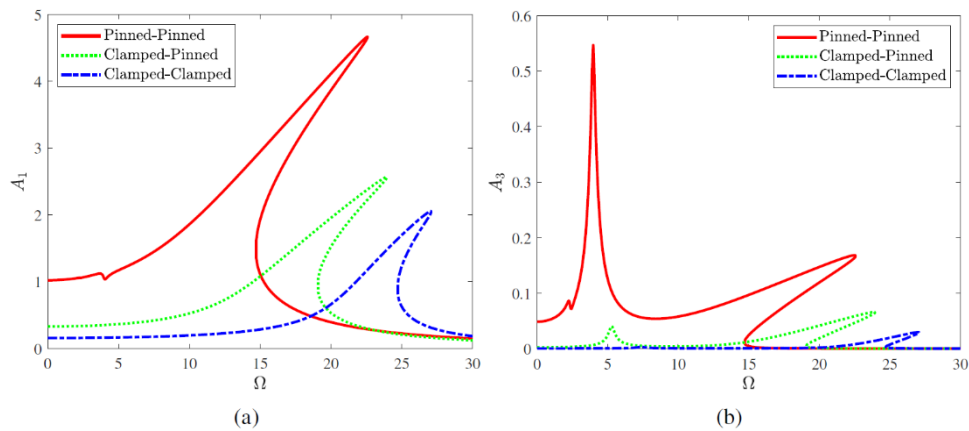 5
4
3
2
1
0
A₁
0 5 10 15 20 25 30
Ω
Pinned-Pinned
Clamped-Pinned
Clamped-Clamped
(a)
0.6
0.5
0.4
0.3
0.2
0.1
0
A₃
0 5 10 15 20 25 30
Ω
Pinned-Pinned
Clamped-Pinned
Clamped-Clamped
(b)